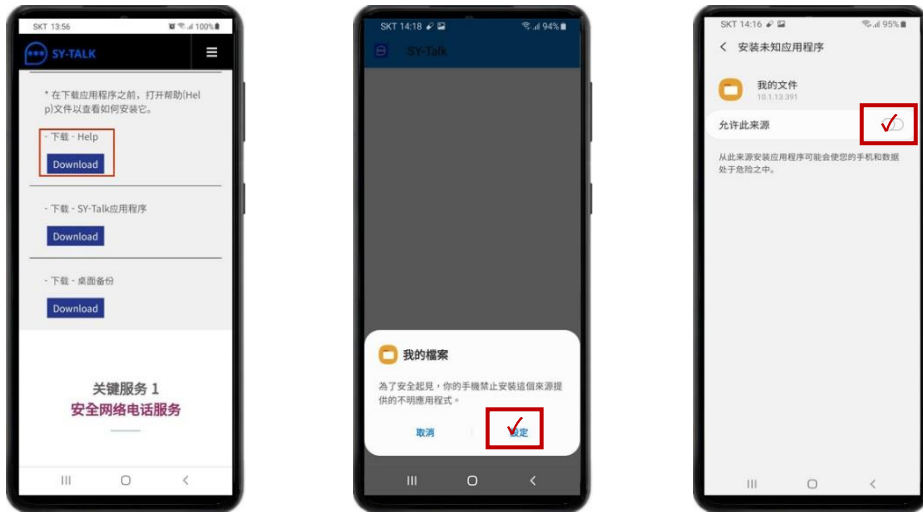 SKT 13:56
100%
SY-TALK
* 在下载应用程序之前，打开帮助(Hel
p)文件以查看如何安装它。
- 下载 - Help
Download
- 下载 - SY-Talk应用程序
Download
- 下载 - 桌面备份
Download
关键服务 1
安全网络电话服务
SKT 14:18
94%
SY-Talk
我的檔案
為了安全起見，你的手機禁止安裝這個來源提
供的不明應用程式。
取消
設定
SKT 14:16
95%
安装未知应用程序
我的文件
10.1.13.391
允许此来源
从此来源安装应用程序可能会使您的手机和数据
处于危险之中。